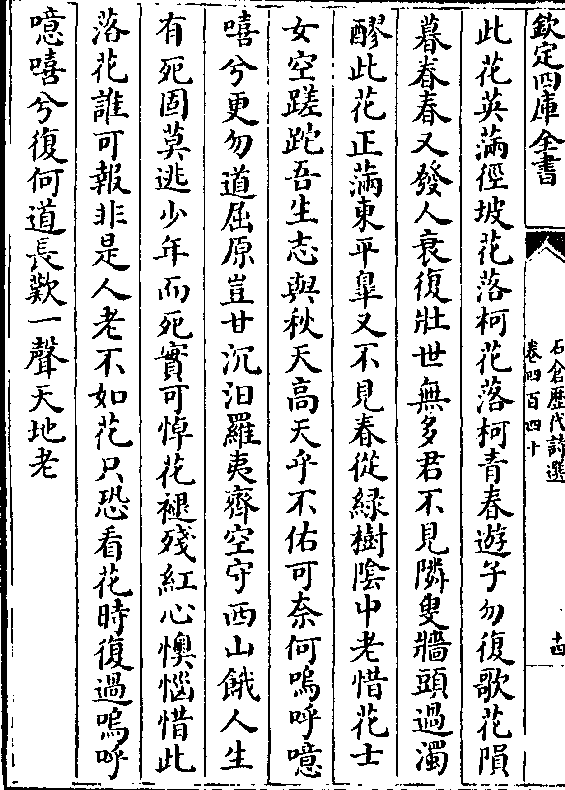 欽定四庫全書
石倉歷代詩選
卷四百四十
十四
此花英滿徑坡花落柯花落柯青春遊子勿復歌花隕
暮春春又發人衰復壯世無多君不見隣叟牆頭過濁
醪此花正滿東平臯又不見春從綠樹陰中老惜花士
女空蹉跎吾生志與秋天高天乎不佑可奈何嗚呼噫
嘻兮更勿道屈原豈甘沉汨羅夷齊空守西山餓人生
有死固莫逃少年而死實可悼花褪殘紅心懊惱惜此
落花誰可報非是人老不如花只恐看花時復過嗚呼
噫嘻兮復何道長歎一聲天地老